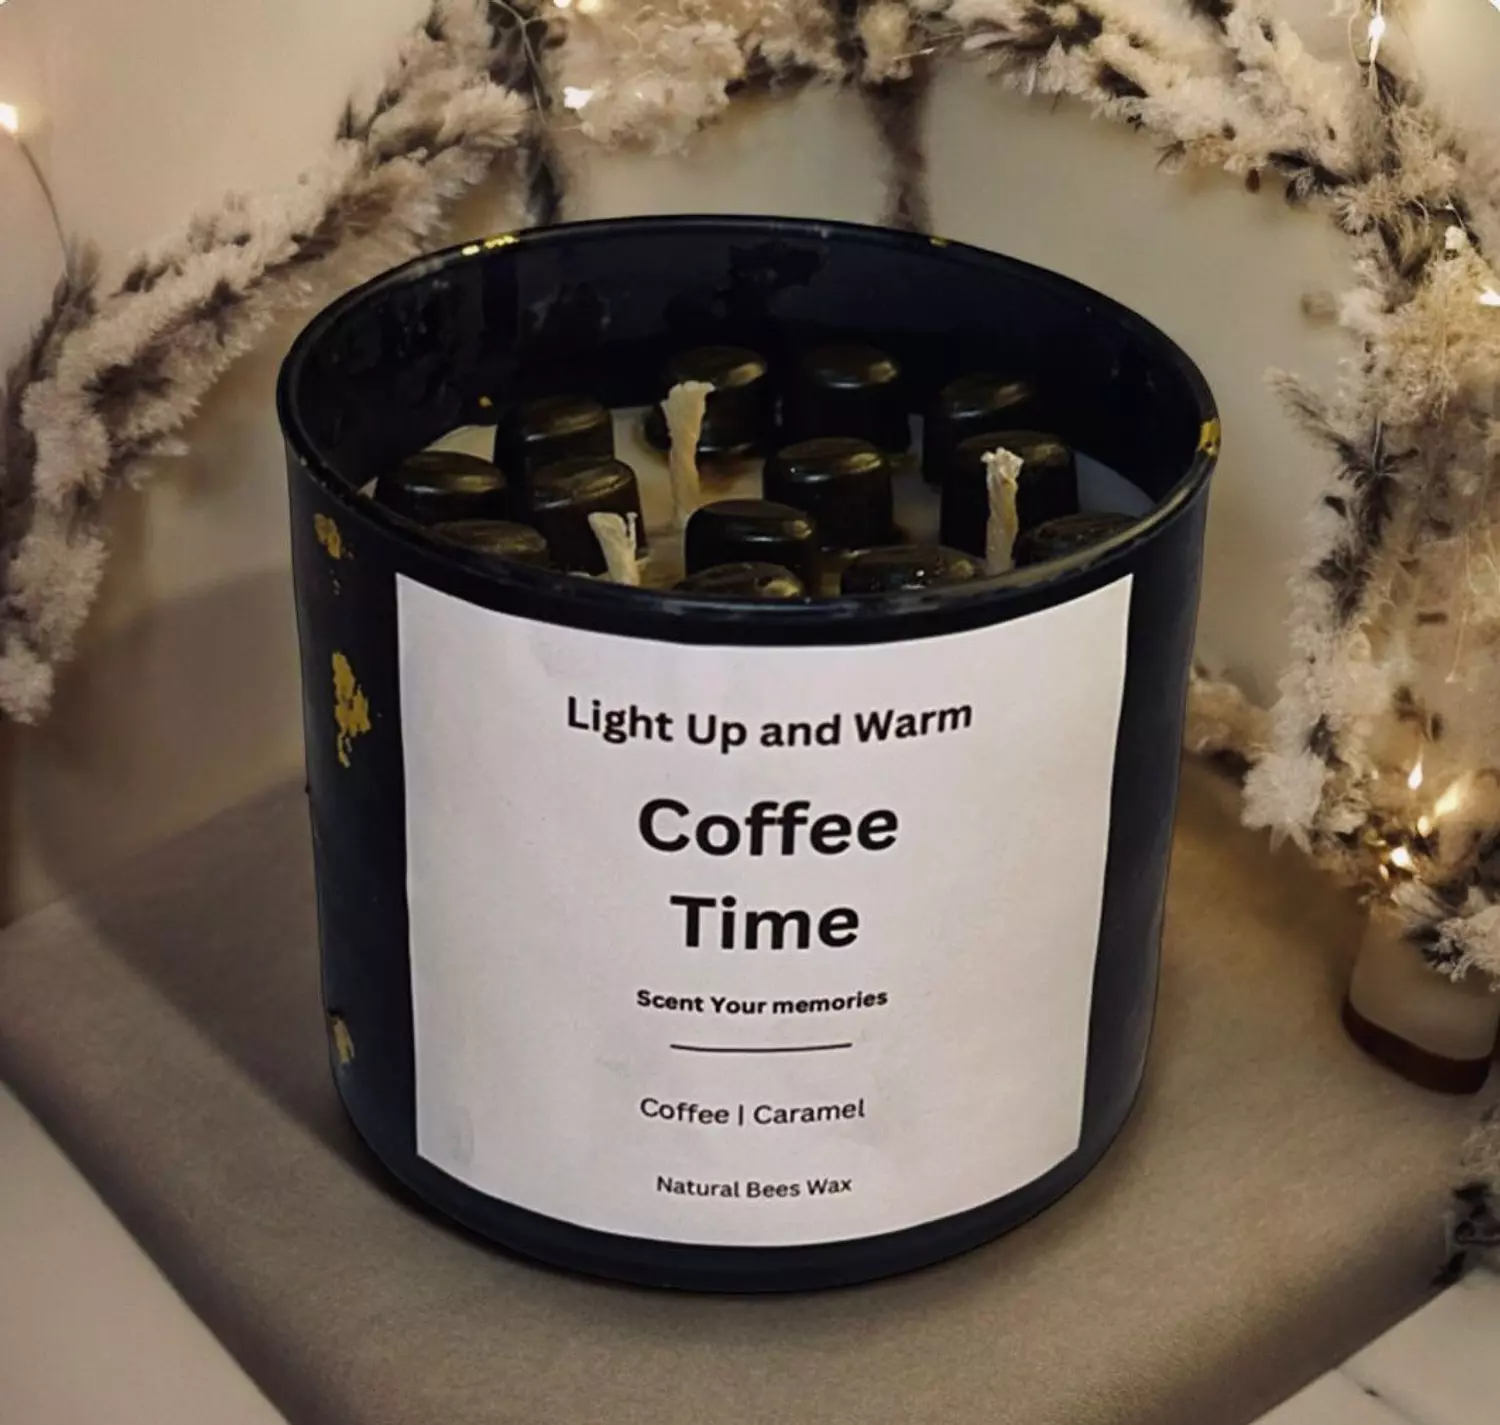 Light Up and Warm
Coffee
Time
Scent Your memories
Coffee | Caramel
Natural Bees Wax